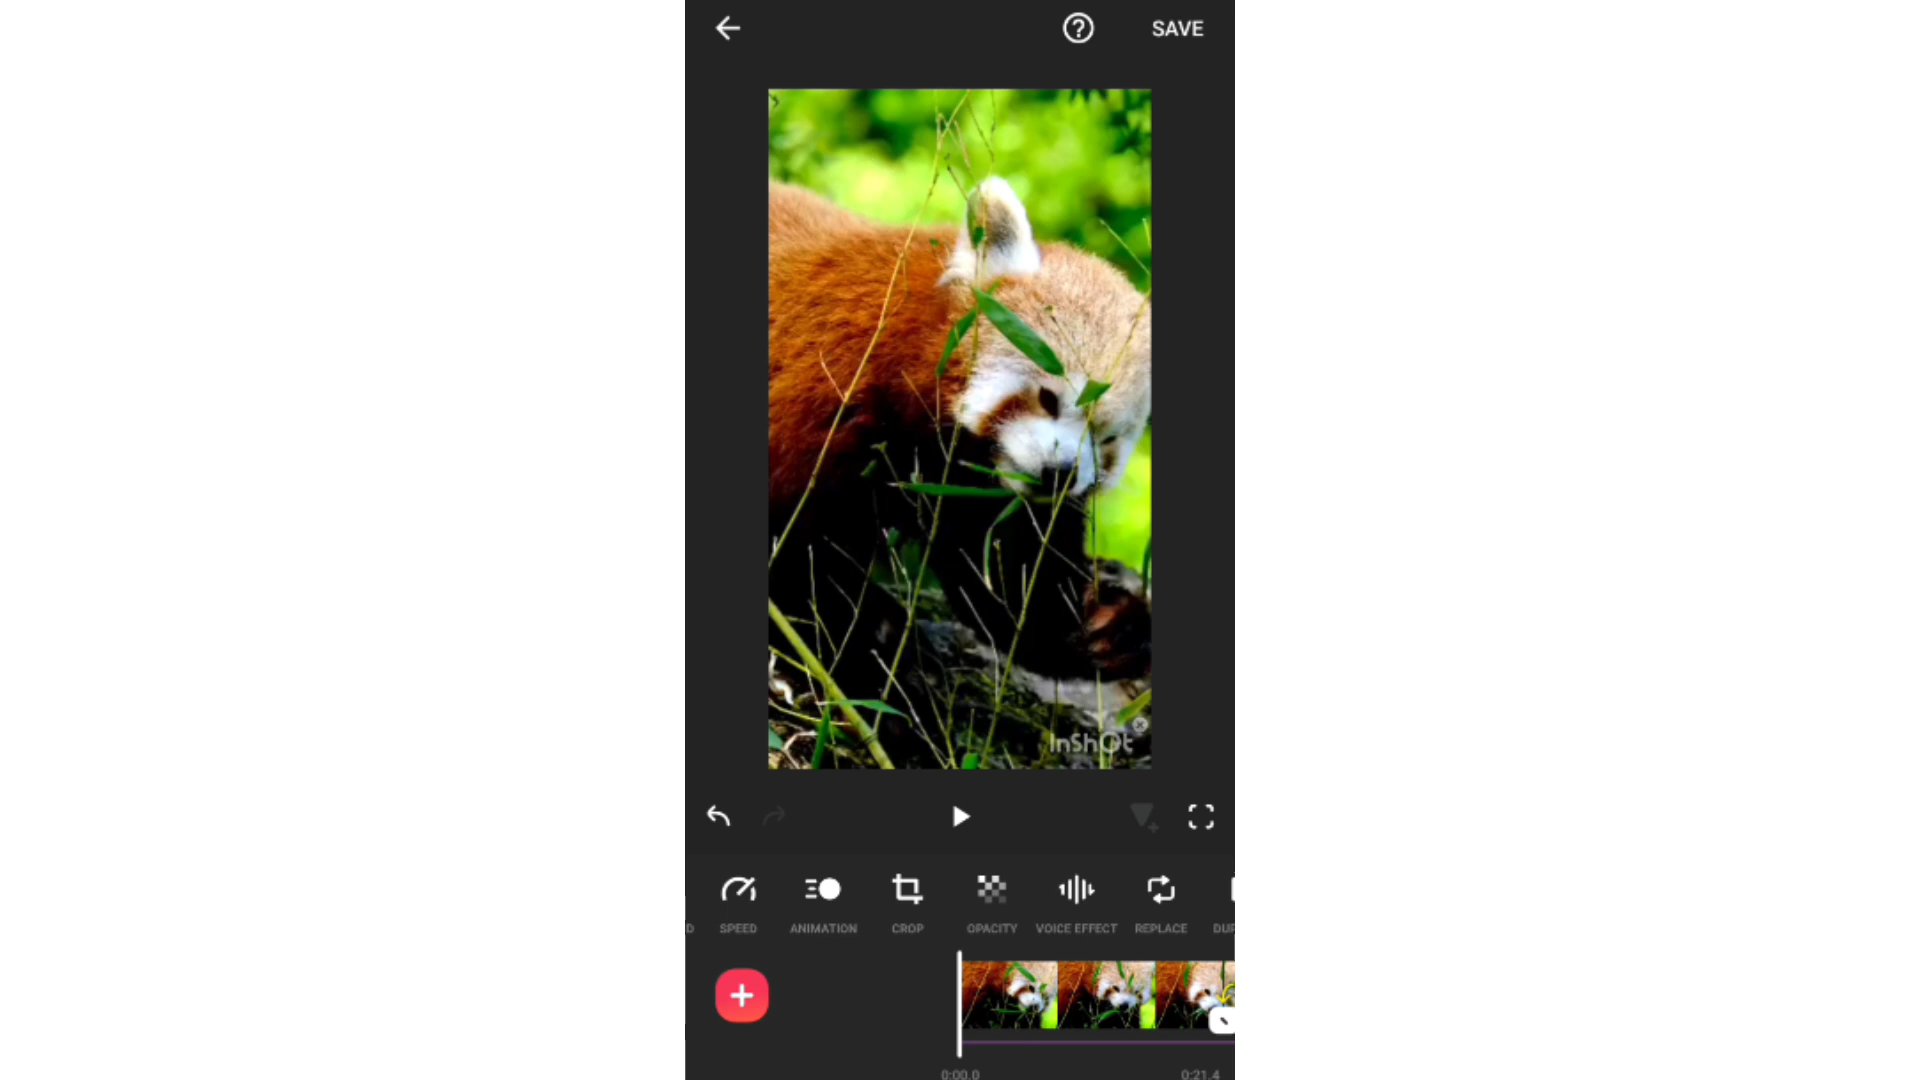 SAVE
InShOt
SPEED
ANIMATION
CROP
OPACITY
VOICE EFFECT
REPLACE
0:00.0
0:21.4